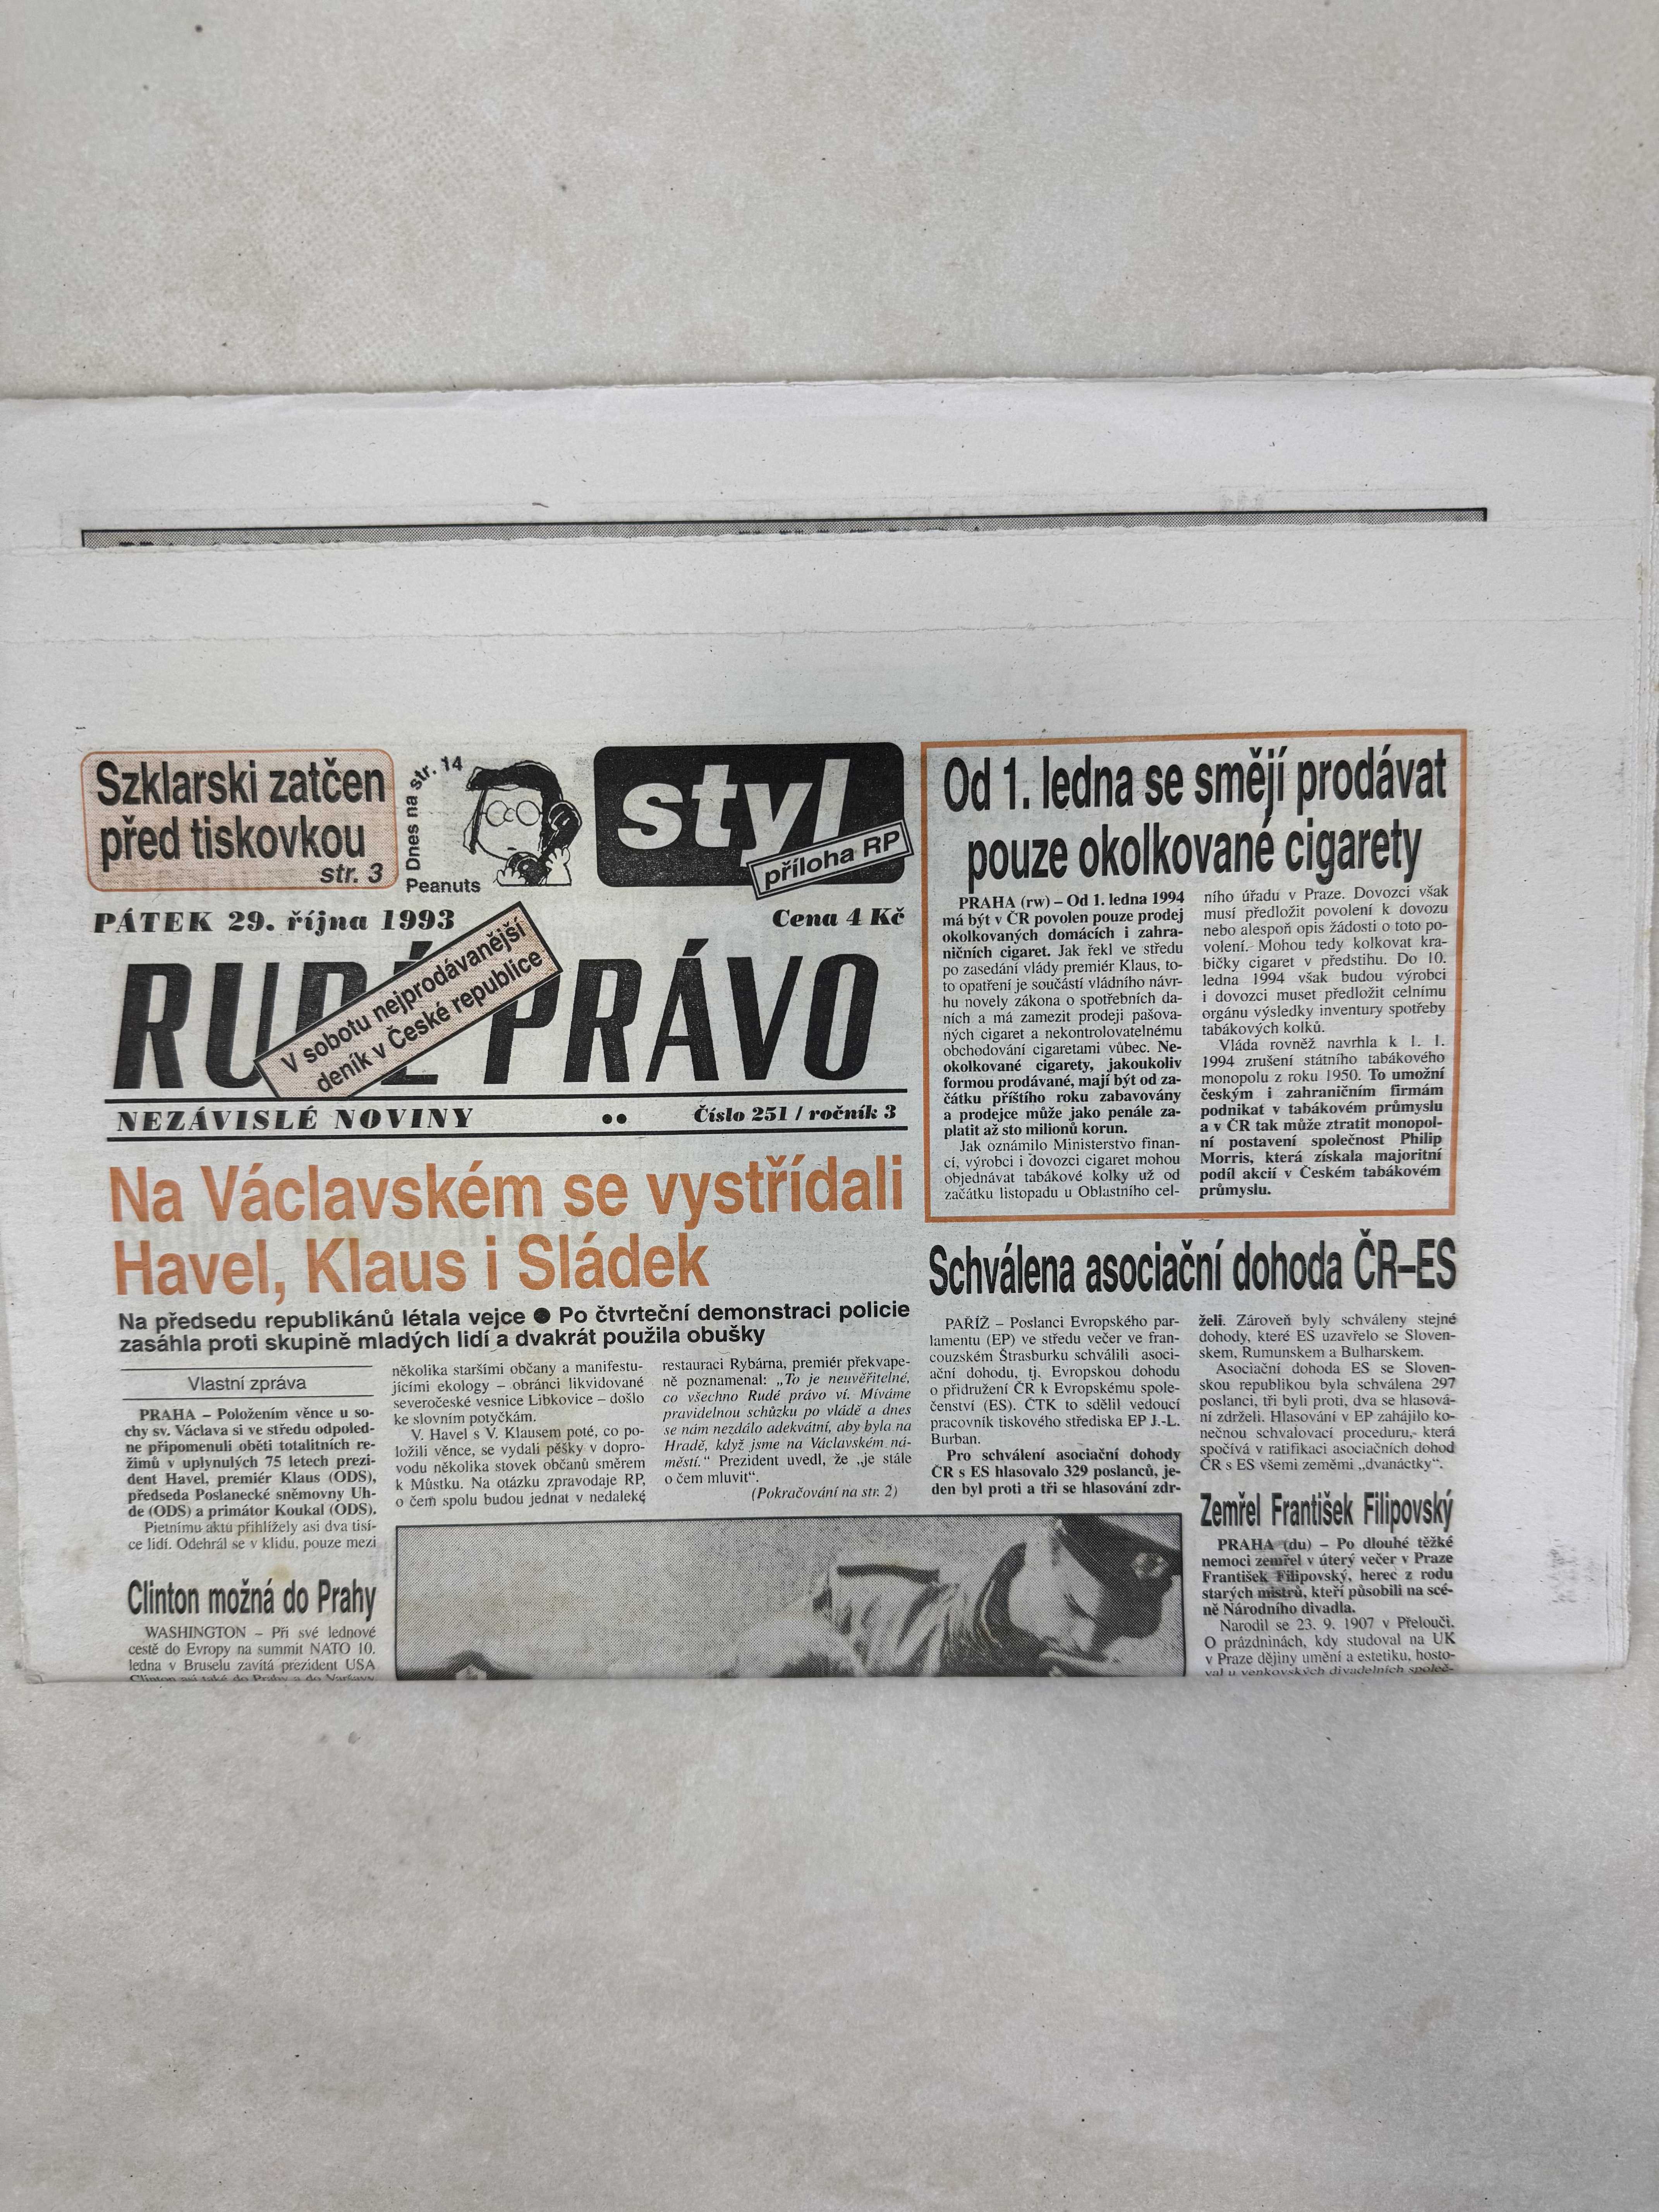 Szklarski zatčen
před tiskovkou
str. 3
Dnes na str. 14
Peanuts
styl
příloha RP
PÁTEK 29. října 1993
Cena 4 Kč
RUDÉ PRÁVO
V sobotu nejprodávanější
deník v České republice
NEZÁVISLÉ NOVINY
Číslo 251 / ročník 3
Na Václavském se vystřídali
Havel, Klaus i Sládek
Na předsedu republikánů létala vejce ● Po čtvrteční demonstraci policie
zasáhla proti skupině mladých lidí a dvakrát použila obušky
Vlastní zpráva
PRAHA – Položením věnce u so-
chy sv. Václava si ve středu odpoled-
ne připomenuli oběti totalitních re-
žimů v uplynulých 75 letech prezi-
dent Havel, premiér Klaus (ODS),
předseda Poslanecké sněmovny Uh-
de (ODS) a primátor Koukal (ODS).
Pietnímu aktu přihlížely asi dva tisí-
ce lidí. Odehrál se v klidu, pouze mezi
několika staršími občany a manifestu-
jícími ekology – obránci likvidované
severočeské vesnice Libkovice – došlo
ke slovním potyčkám.
V. Havel s V. Klausem poté, co po-
ložili věnce, se vydali pěšky v dopro-
vodu několika stovek občanů směrem
k Můstku. Na otázku zpravodaje RP,
o čem spolu budou jednat v nedaleké
restauraci Rybárna, premiér překvape-
ně poznamenal: „To je neuvěřitelné,
co všechno Rudé právo ví. Míváme
pravidelnou schůzku po vládě a dnes
se nám nezdálo adekvátní, aby byla na
Hradě, když jsme na Václavském ná-
městí.“ Prezident uvedl, že „je stále
o čem mluvit“.
(Pokračování na str. 2)
Clinton možná do Prahy
WASHINGTON – Při své lednové
cestě do Evropy na summit NATO 10.
ledna v Bruselu zavítá prezident USA
Clinton asi také do Prahy a do Varšavy.
Od 1. ledna se smějí prodávat
pouze okolkované cigarety
PRAHA (rw) – Od 1. ledna 1994
má být v ČR povolen pouze prodej
okolkovaných domácích i zahra-
ničních cigaret. Jak řekl ve středu
po zasedání vlády premiér Klaus, to-
to opatření je součástí vládního návr-
hu novely zákona o spotřebních da-
ních a má zamezit prodeji pašova-
ných cigaret a nekontrolovatelnému
obchodování cigaretami vůbec. Ne-
okolkované cigarety, jakoukoliv
formou prodávané, mají být od za-
čátku příštího roku zabavovány
a prodejce může jako penále za-
platit až sto milionů korun.
Jak oznámilo Ministerstvo finan-
cí, výrobci i dovozci cigaret mohou
objednávat tabákové kolky už od
začátku listopadu u Oblastního cel-
ního úřadu v Praze. Dovozci však
musí předložit povolení k dovozu
nebo alespoň opis žádosti o toto po-
volení. Mohou tedy kolkovat kra-
bičky cigaret v předstihu. Do 10.
ledna 1994 však budou výrobci
i dovozci muset předložit celnímu
orgánu výsledky inventury spotřeby
tabákových kolků.
Vláda rovněž navrhla k 1. 1.
1994 zrušení státního tabákového
monopolu z roku 1950. To umožní
českým i zahraničním firmám
podnikat v tabákovém průmyslu
a v ČR tak může ztratit monopol-
ní postavení společnost Philip
Morris, která získala majoritní
podíl akcií v Českém tabákovém
průmyslu.
Schválena asociační dohoda ČR–ES
PAŘÍŽ – Poslanci Evropského par-
lamentu (EP) ve středu večer ve fran-
couzském Štrasburku schválili asoci-
ační dohodu, tj. Evropskou dohodu
o přidružení ČR k Evropskému spole-
čenství (ES). ČTK to sdělil vedoucí
pracovník tiskového střediska EP J.-L.
Burban.
Pro schválení asociační dohody
ČR s ES hlasovalo 329 poslanců, je-
den byl proti a tři se hlasování zdr-
želi. Zároveň byly schváleny stejné
dohody, které ES uzavřelo se Sloven-
skem, Rumunskem a Bulharskem.
Asociační dohoda ES se Sloven-
skou republikou byla schválena 297
poslanci, tři byli proti, dva se hlasová-
ní zdrželi. Hlasování v EP zahájilo ko-
nečnou schvalovací proceduru, která
spočívá v ratifikaci asociačních dohod
ČR s ES všemi zeměmi „dvanáctky“.
Zemřel František Filipovský
PRAHA (du) – Po dlouhé těžké
nemoci zemřel v úterý večer v Praze
František Filipovský, herec z rodu
starých mistrů, kteří působili na scé-
ně Národního divadla.
Narodil se 23. 9. 1907 v Přelouči.
O prázdninách, kdy studoval na UK
v Praze dějiny umění a estetiku, hosto-
val u venkovských divadelních společ-